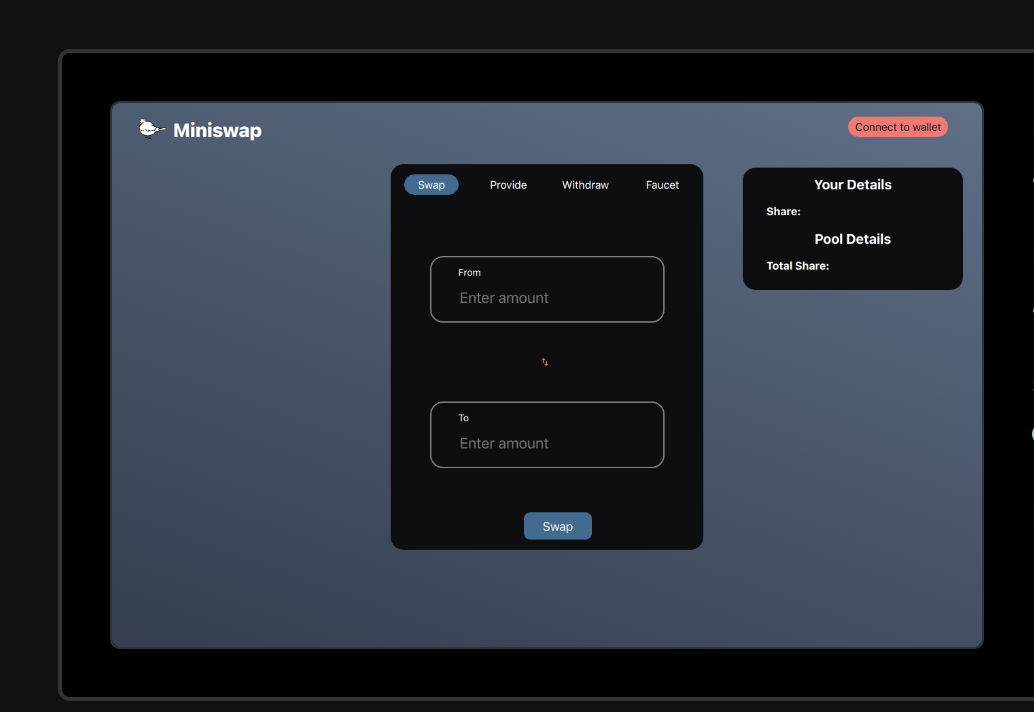 Miniswap
Connect to wallet
Swap Provide Withdraw Faucet
From
Enter amount
To
Enter amount
Swap
Your Details
Share:
Pool Details
Total Share: